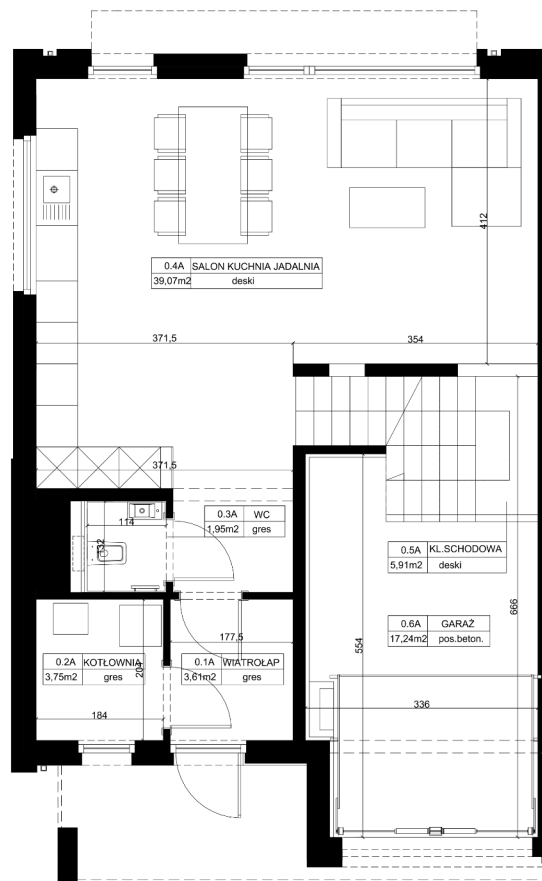 412
0.4A SALON KUCHNIA JADALNIA
39,07m2 deski
371,5
354
371,5
114
132
0.3A WC
1,95m2 gres
0.5A KL.SCHODOWA
5,91m2 deski
666
554
0.6A GARAŻ
17,24m2 pos.beton.
177,5
0.2A KOTŁOWNIA
3,75m2 gres
204
0.1A WIATROŁAP
3,61m2 gres
184
336